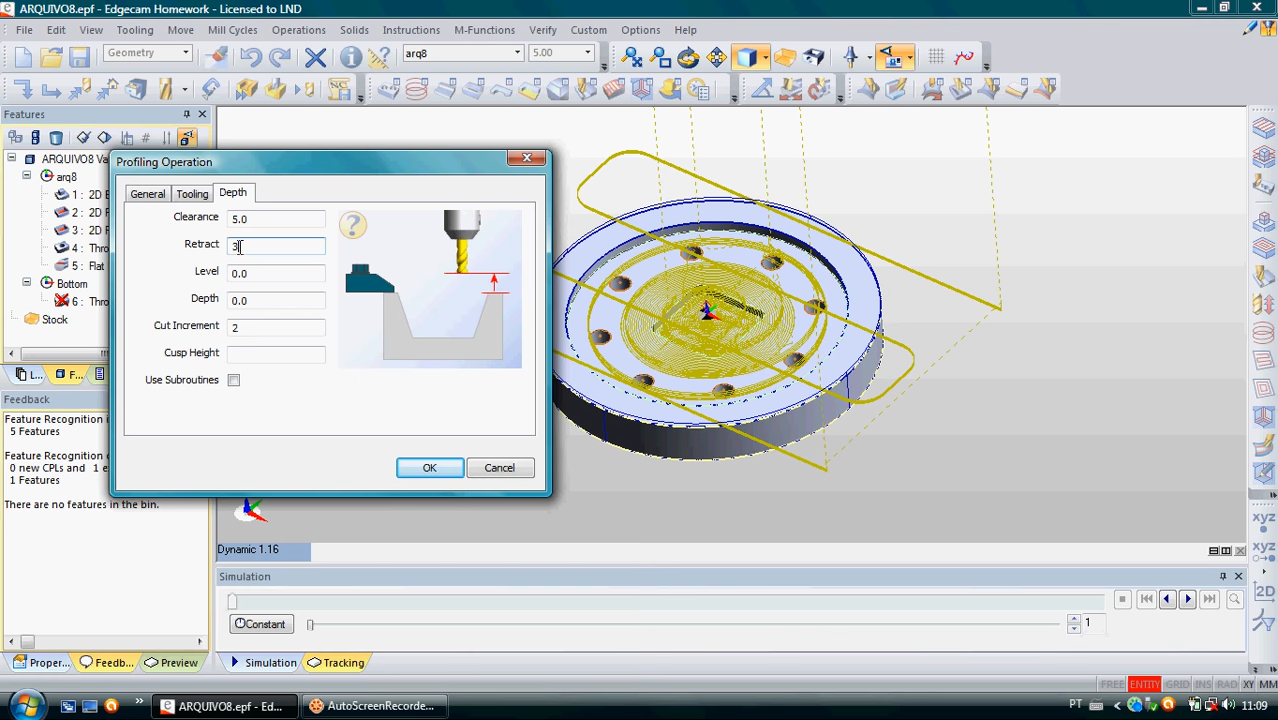 ARQUIVO8.epf - Edgecam Homework - Licensed to LND
File Edit View Tooling Move Mill Cycles Operations Solids Instructions M-Functions Verify Custom Options Help
Geometry
arq8
5.00
Features
ARQUIVO8 Va
arq8
1 : 2D B
2 : 2D P
3 : 2D P
4 : Thro
5 : Flat
Bottom
6 : Thro
Stock
L...
F...
Feedback
Feature Recognition i
5 Features
Feature Recognition
0 new CPLs and 1 e
1 Features
There are no features in the bin.
Proper...
Feedb...
Preview
Profiling Operation
General
Tooling
Depth
Clearance 5.0
Retract 3
Level 0.0
Depth 0.0
Cut Increment 2
Cusp Height
Use Subroutines
OK
Cancel
Dynamic 1.16
Simulation
Constant
1
Simulation
Tracking
xyz
xyz
2D
FREE ENTITY GRID INS RAD XY MM
ARQUIVO8.epf - Ed...
AutoScreenRecorde...
PT
11:09